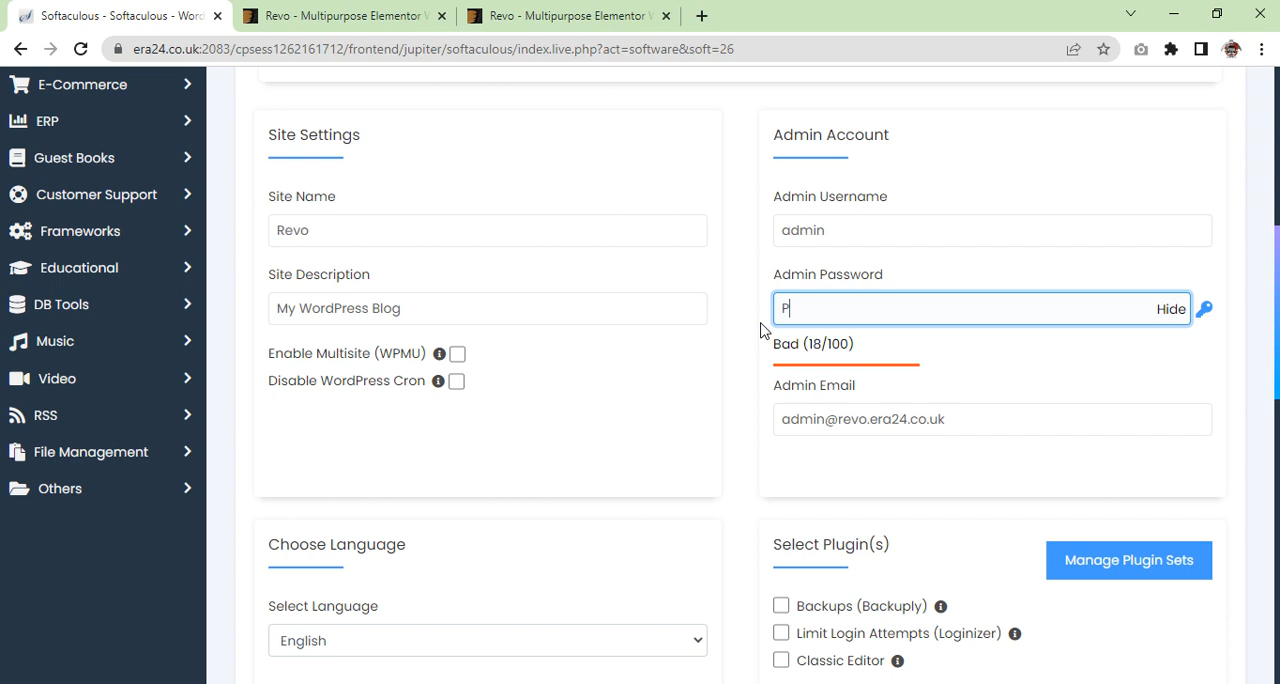 Softaculous - Softaculous - Word
Revo - Multipurpose Elementor W
Revo - Multipurpose Elementor W
era24.co.uk:2083/cpsess1262161712/frontend/jupiter/softaculous/index.live.php?act=software&soft=26
E-Commerce
ERP
Guest Books
Customer Support
Frameworks
Educational
DB Tools
Music
Video
RSS
File Management
Others
Site Settings
Site Name
Revo
Site Description
My WordPress Blog
Enable Multisite (WPMU)
Disable WordPress Cron
Admin Account
Admin Username
admin
Admin Password
P
Hide
Bad (18/100)
Admin Email
admin@revo.era24.co.uk
Choose Language
Select Language
English
Select Plugin(s)
Manage Plugin Sets
Backups (Backuply)
Limit Login Attempts (Loginizer)
Classic Editor